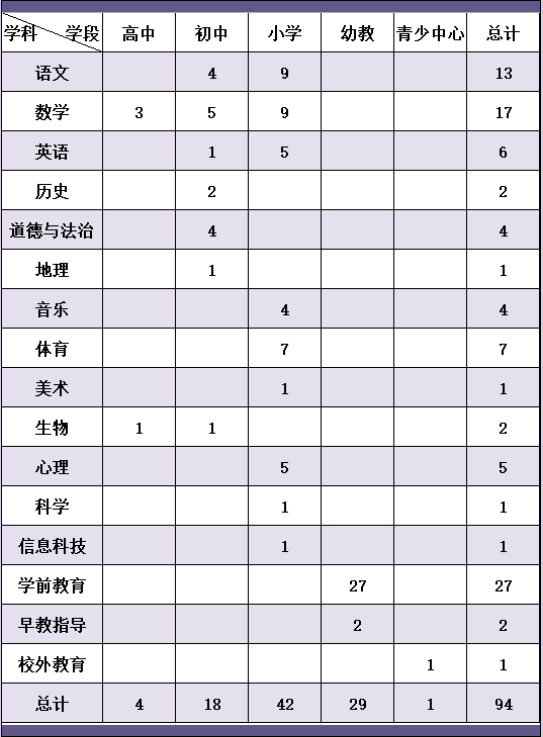 学科 学段 高中 初中 小学 幼教 青少中心 总计
语文 4 9 13
数学 3 5 9 17
英语 1 5 6
历史 2 2
道德与法治 4 4
地理 1 1
音乐 4 4
体育 7 7
美术 1 1
生物 1 1 2
心理 5 5
科学 1 1
信息科技 1 1
学前教育 27 27
早教指导 2 2
校外教育 1 1
总计 4 18 42 29 1 94